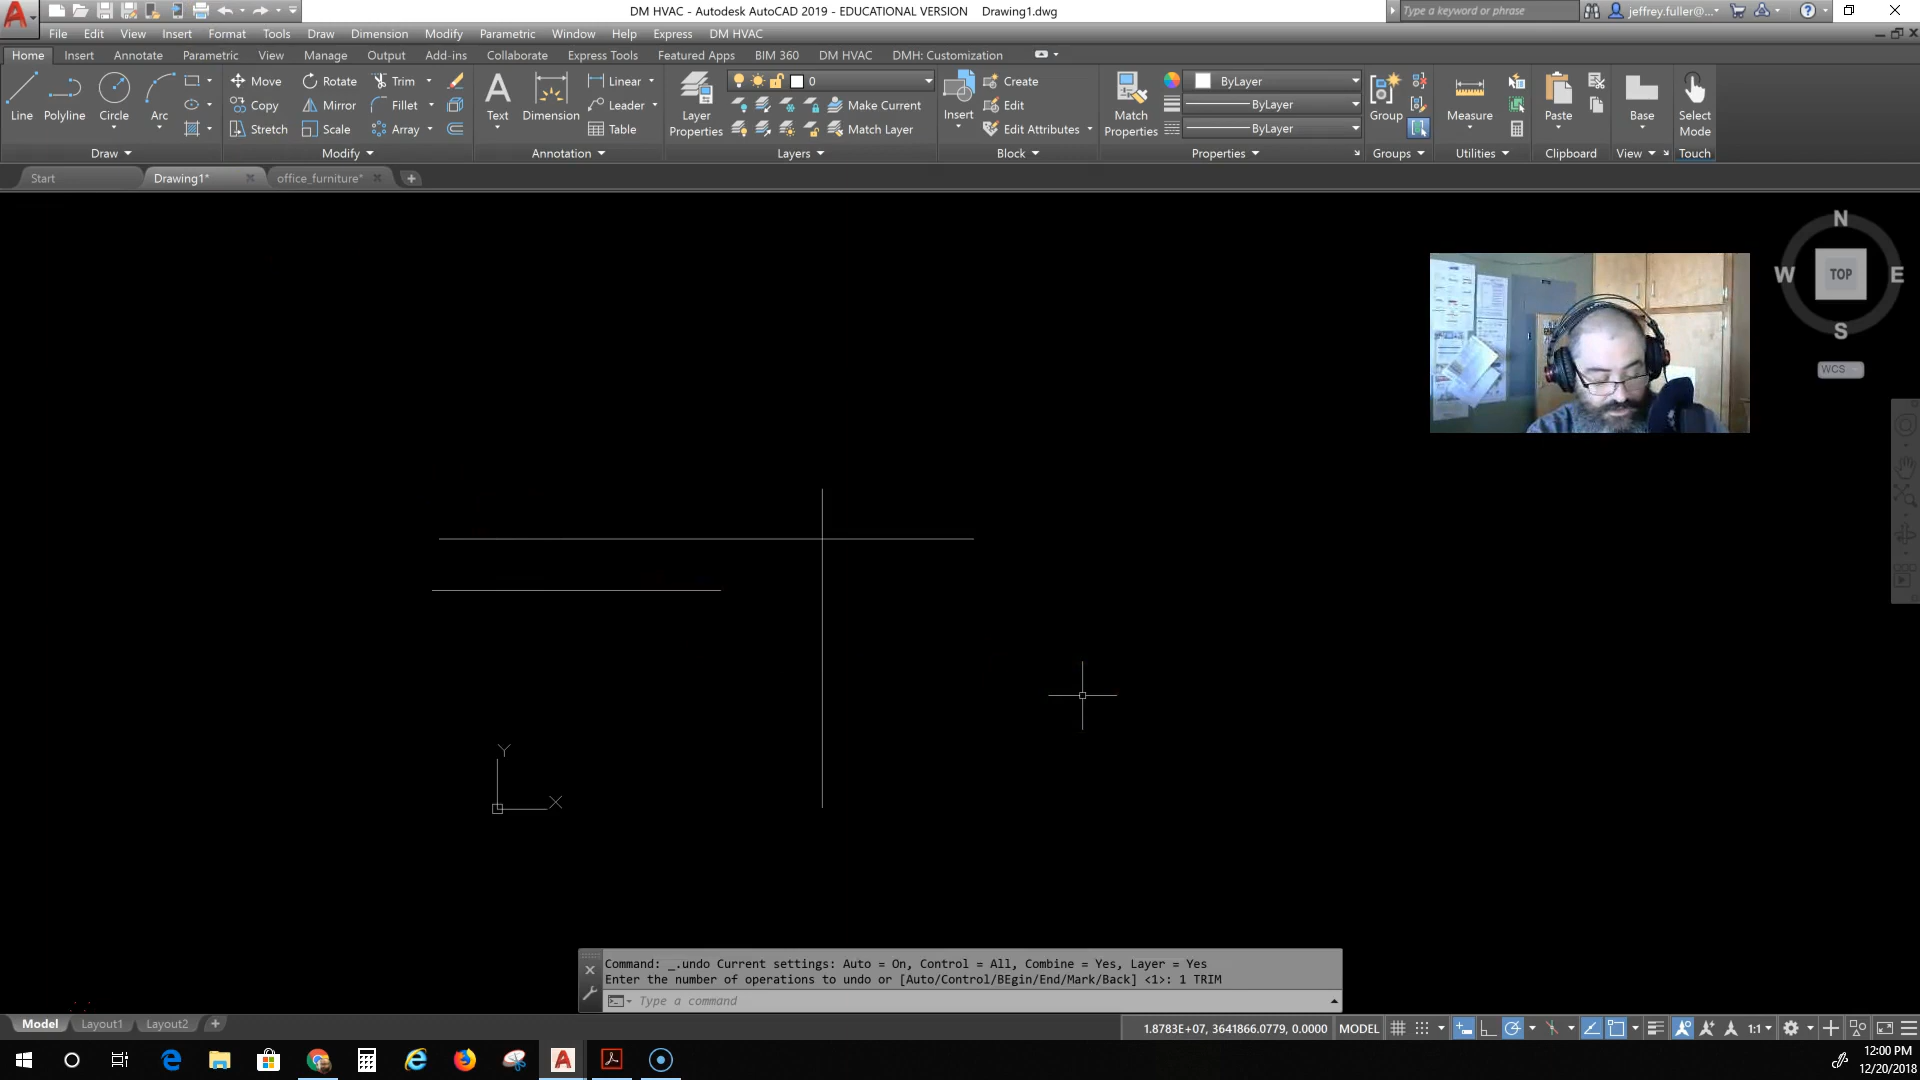 DM HVAC - Autodesk AutoCAD 2019 - EDUCATIONAL VERSION Drawing1.dwg
Type a keyword or phrase
jeffrey.fuller@...
File Edit View Insert Format Tools Draw Dimension Modify Parametric Window Help Express DM HVAC
Home Insert Annotate Parametric View Manage Output Add-ins Collaborate Express Tools Featured Apps BIM 360 DM HVAC DMH: Customization
Line Polyline Circle Arc
Move Rotate Trim
Copy Mirror Fillet
Stretch Scale Array
Text Dimension
Linear
Leader
Table
Layer Properties
0
Make Current
Match Layer
Insert
Create
Edit
Edit Attributes
Match Properties
ByLayer
ByLayer
ByLayer
Group
Measure
Paste
Base
Select Mode
Draw Modify Annotation Layers Block Properties Groups Utilities Clipboard View Touch
Start Drawing1* office_furniture*
N
W TOP E
S
WCS
Y
X
Command: _.undo Current settings: Auto = On, Control = All, Combine = Yes, Layer = Yes
Enter the number of operations to undo or [Auto/Control/BEgin/End/Mark/Back] <1>: 1 TRIM
Type a command
Model Layout1 Layout2
1.8783E+07, 3641866.0779, 0.0000 MODEL 1:1
12:00 PM
12/20/2018